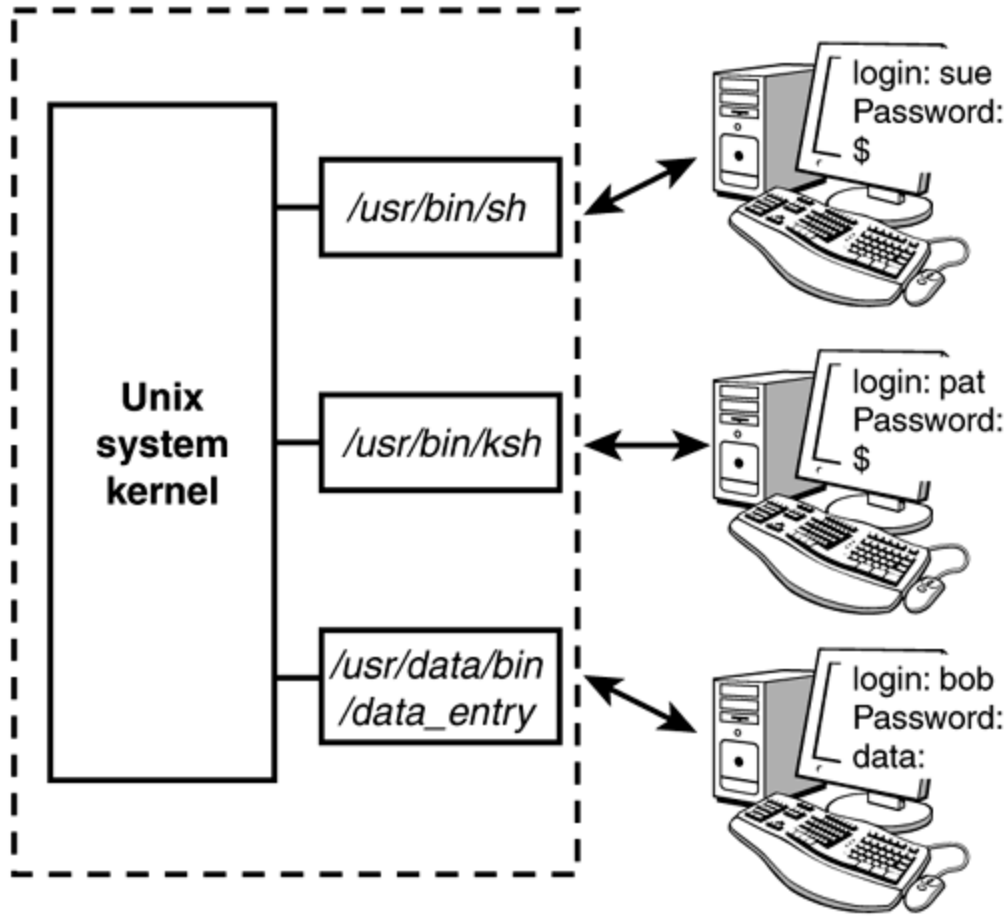 Unix
system
kernel
/usr/bin/sh
login: sue
Password:
$
/usr/bin/ksh
login: pat
Password:
$
/usr/data/bin
/data_entry
login: bob
Password:
data: